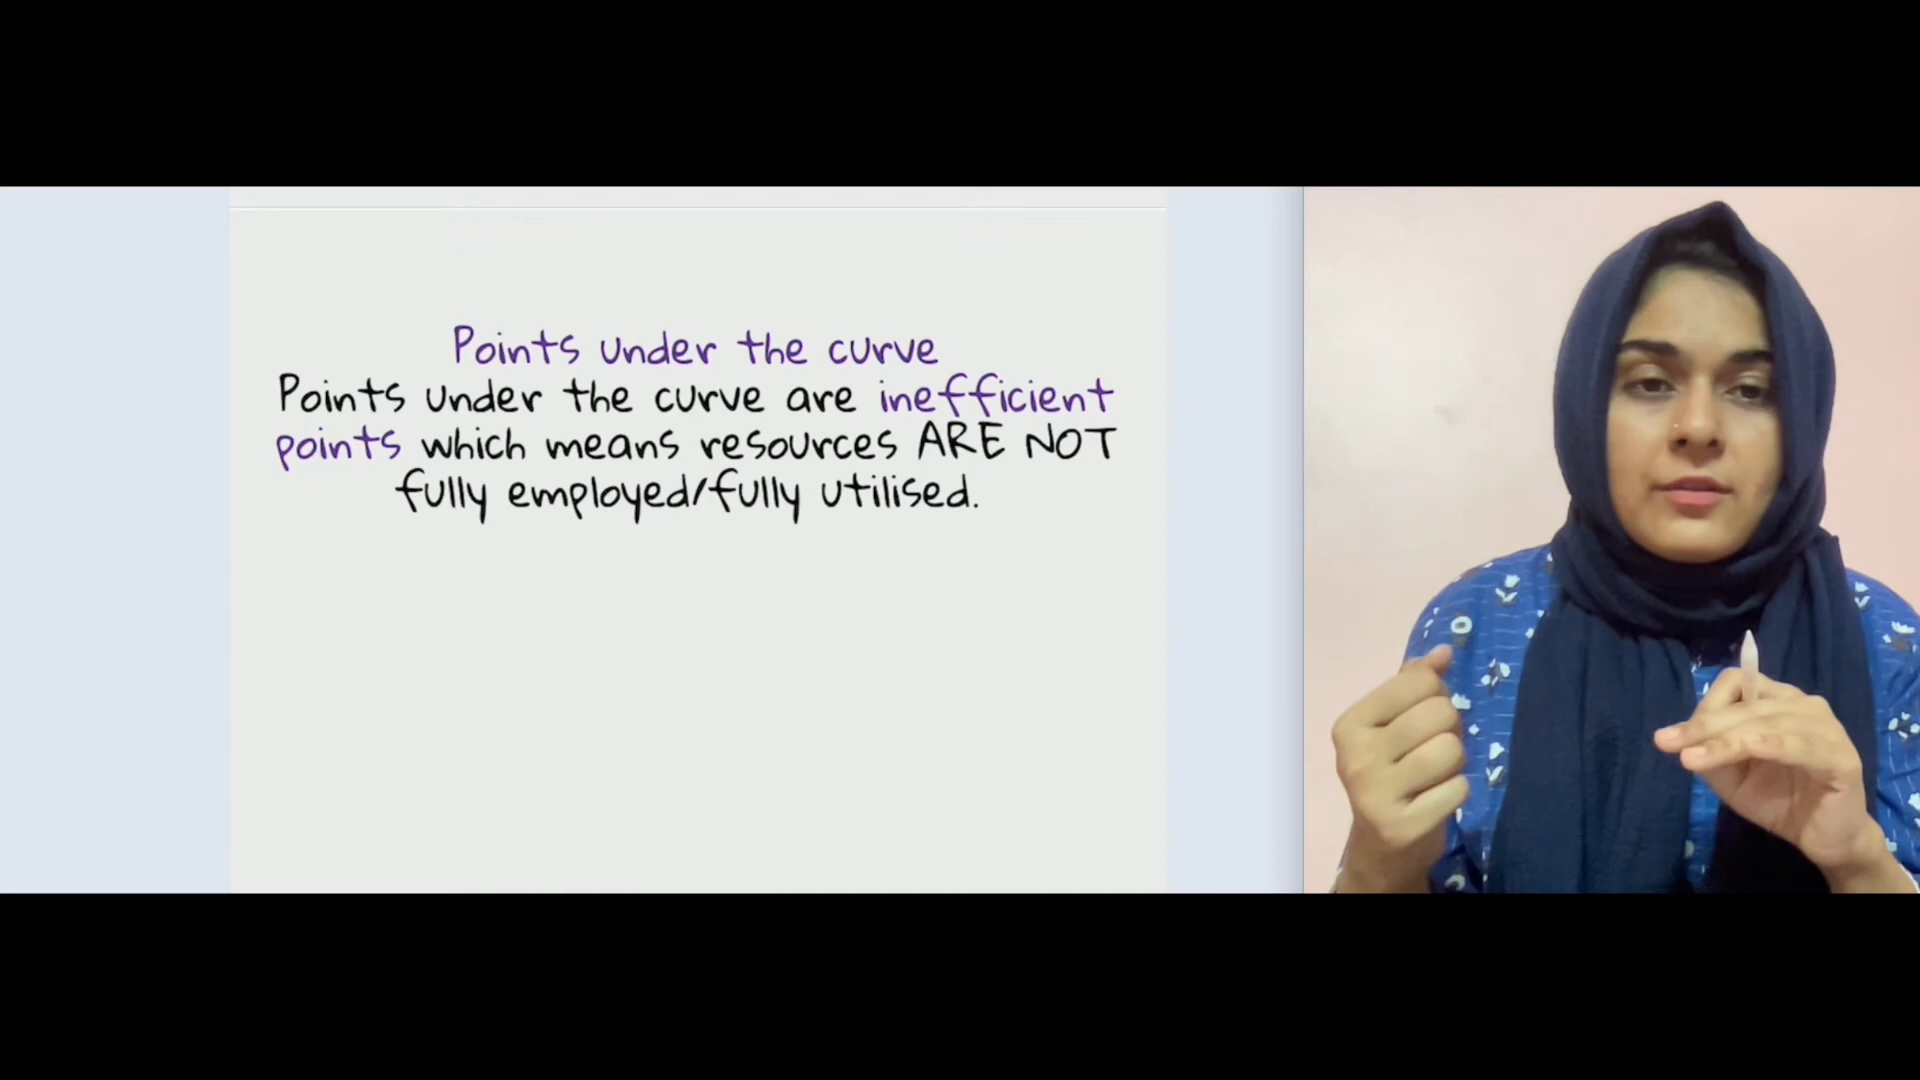 Points under the curve
Points under the curve are inefficient
points which means resources ARE NOT
fully employed/fully utilised.